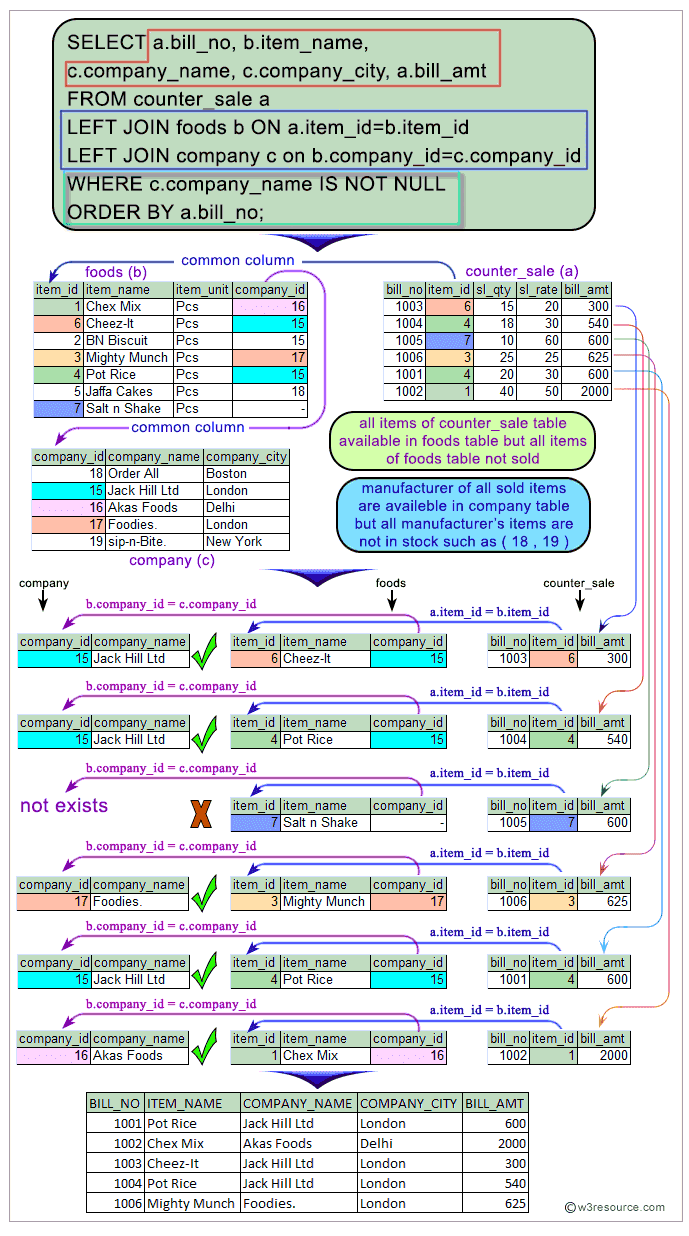 SELECT a.bill_no, b.item_name,
c.company_name, c.company_city, a.bill_amt
FROM counter_sale a
LEFT JOIN foods b ON a.item_id=b.item_id
LEFT JOIN company c on b.company_id=c.company_id
WHERE c.company_name IS NOT NULL
ORDER BY a.bill_no;
common column
foods (b)
item_id item_name item_unit company_id
1 Chex Mix Pcs 16
6 Cheez-It Pcs 15
2 BN Biscuit Pcs 15
3 Mighty Munch Pcs 17
4 Pot Rice Pcs 15
5 Jaffa Cakes Pcs 18
7 Salt n Shake Pcs -
counter_sale (a)
bill_no item_id sl_qty sl_rate bill_amt
1003 6 15 20 300
1004 4 18 30 540
1005 7 10 60 600
1006 3 25 25 625
1001 4 20 30 600
1002 1 40 50 2000
common column
company_id company_name company_city
18 Order All Boston
15 Jack Hill Ltd London
16 Akas Foods Delhi
17 Foodies. London
19 sip-n-Bite. New York
company (c)
all items of counter_sale table
available in foods table but all items
of foods table not sold
manufacturer of all sold items
are availeble in company table
but all manufacturer's items are
not in stock such as ( 18 , 19 )
company foods counter_sale
b.company_id = c.company_id a.item_id = b.item_id
company_id company_name item_id item_name company_id bill_no item_id bill_amt
15 Jack Hill Ltd 6 Cheez-It 15 1003 6 300
b.company_id = c.company_id a.item_id = b.item_id
company_id company_name item_id item_name company_id bill_no item_id bill_amt
15 Jack Hill Ltd 4 Pot Rice 15 1004 4 540
b.company_id = c.company_id a.item_id = b.item_id
not exists item_id item_name company_id bill_no item_id bill_amt
7 Salt n Shake - 1005 7 600
b.company_id = c.company_id a.item_id = b.item_id
company_id company_name item_id item_name company_id bill_no item_id bill_amt
17 Foodies. 3 Mighty Munch 17 1006 3 625
b.company_id = c.company_id a.item_id = b.item_id
company_id company_name item_id item_name company_id bill_no item_id bill_amt
15 Jack Hill Ltd 4 Pot Rice 15 1001 4 600
b.company_id = c.company_id a.item_id = b.item_id
company_id company_name item_id item_name company_id bill_no item_id bill_amt
16 Akas Foods 1 Chex Mix 16 1002 1 2000
BILL_NO ITEM_NAME COMPANY_NAME COMPANY_CITY BILL_AMT
1001 Pot Rice Jack Hill Ltd London 600
1002 Chex Mix Akas Foods Delhi 2000
1003 Cheez-It Jack Hill Ltd London 300
1004 Pot Rice Jack Hill Ltd London 540
1006 Mighty Munch Foodies. London 625
©w3resource.com